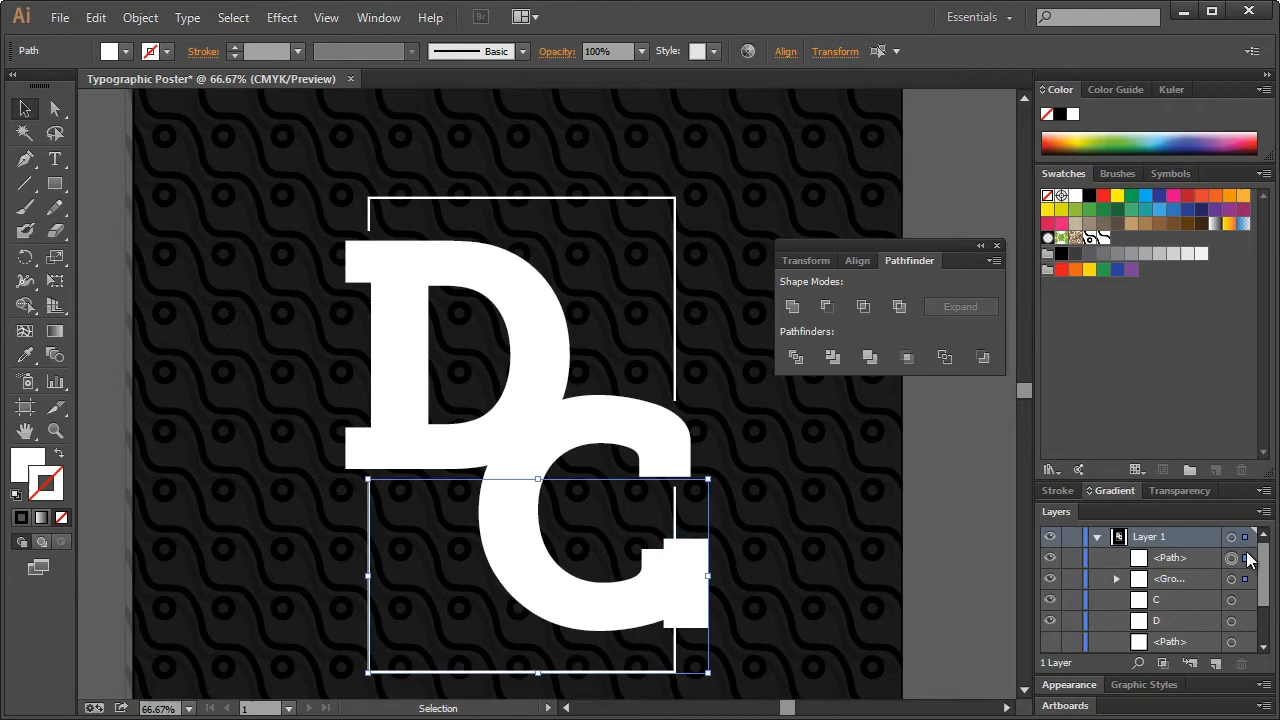 Ai File Edit Object Type Select Effect View Window Help Br Essentials
Path Stroke: Basic Opacity: 100% Style: Align Transform
Typographic Poster* @ 66.67% (CMYK/Preview) ×
Color Color Guide Kuler
Swatches Brushes Symbols
Transform Align Pathfinder
Shape Modes:
Expand
Pathfinders:
D
C
Stroke Gradient Transparency
Layers
Layer 1
<Path>
<Gro...
C
D
<Path>
1 Layer
Appearance Graphic Styles
Artboards
66.67% 1 Selection